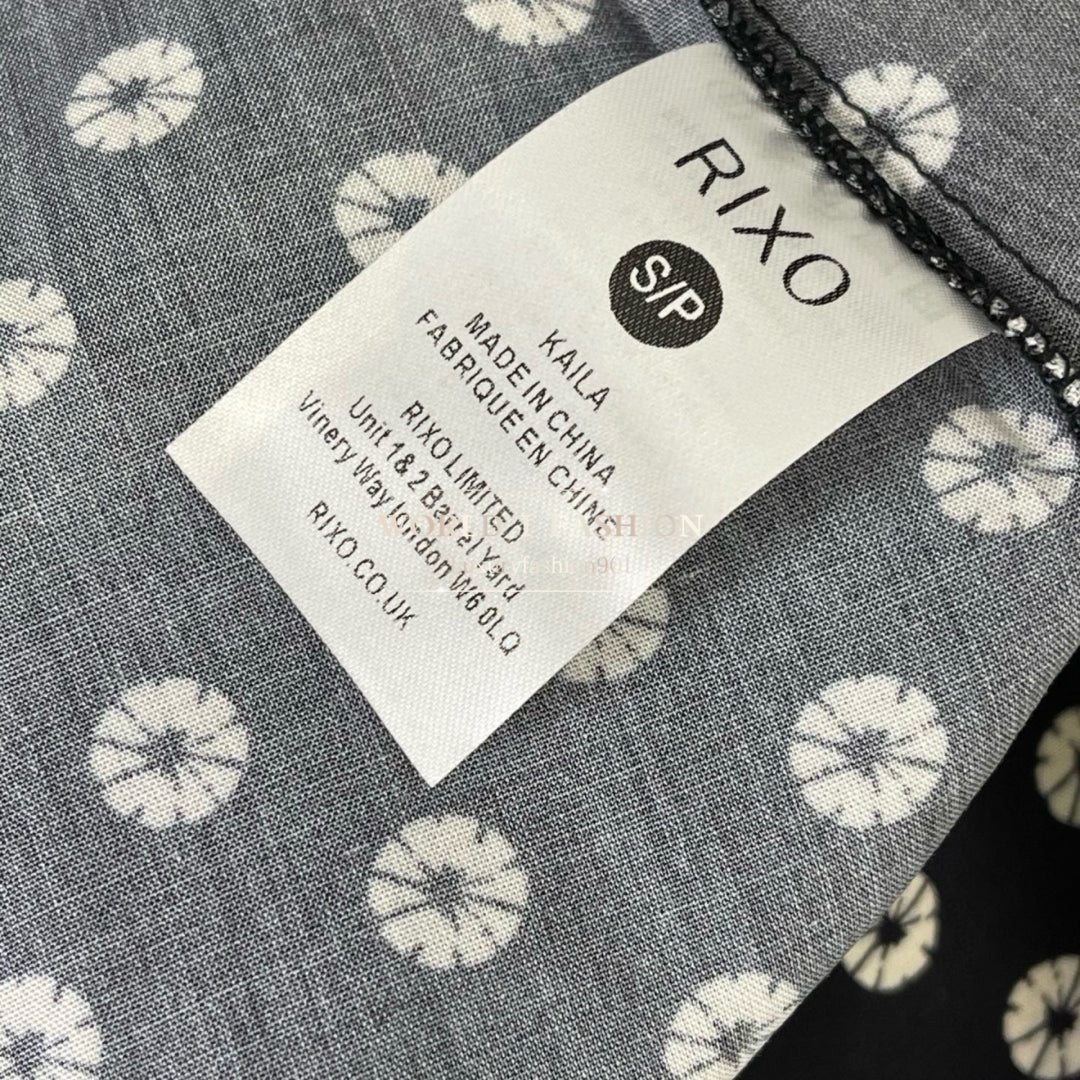 RIXO
S/P
KAILA
MADE IN CHINA
FABRIQUE EN CHINE
RIXO LIMITED
Unit 1 & 2 Barrel Yard
Vinery Way london W6 0LQ
RIXO.CO.UK
FASHION